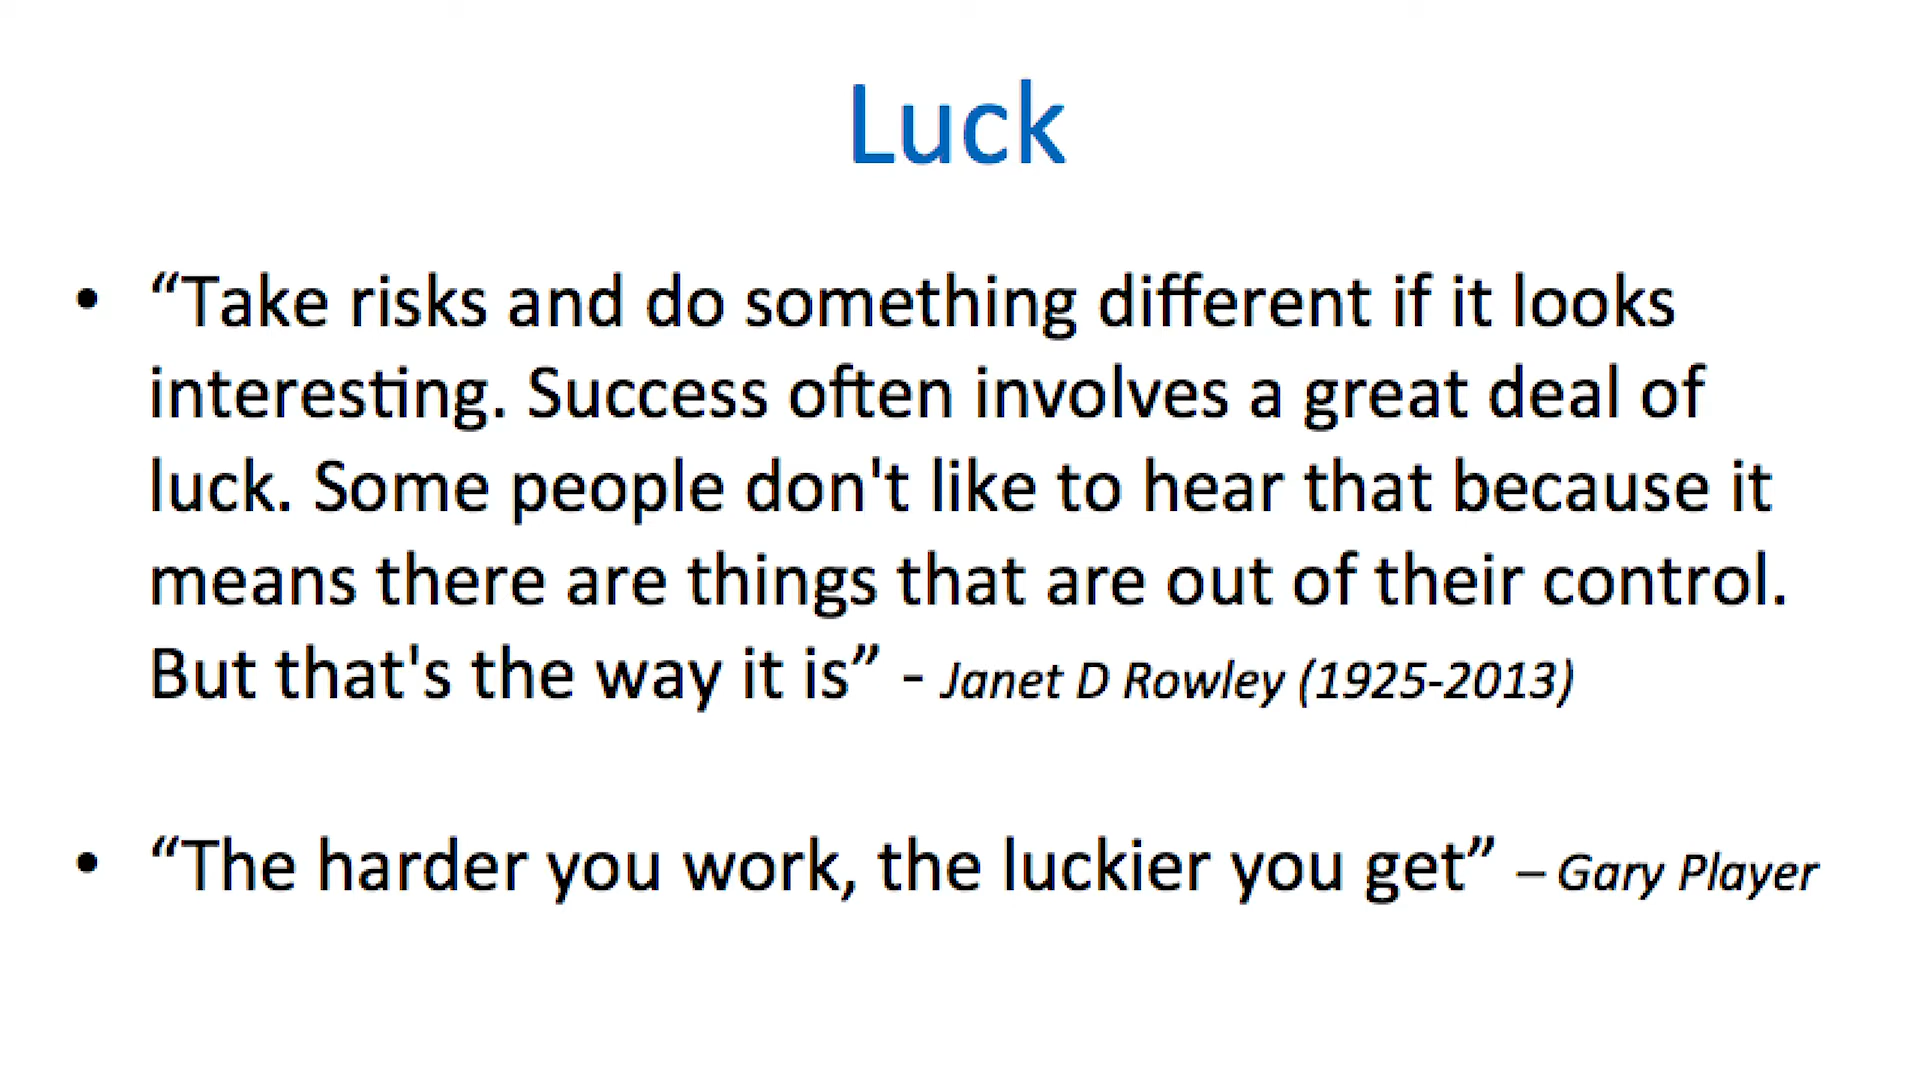 Luck
• “Take risks and do something different if it looks
interesting. Success often involves a great deal of
luck. Some people don't like to hear that because it
means there are things that are out of their control.
But that's the way it is” - Janet D Rowley (1925-2013)
• “The harder you work, the luckier you get” – Gary Player